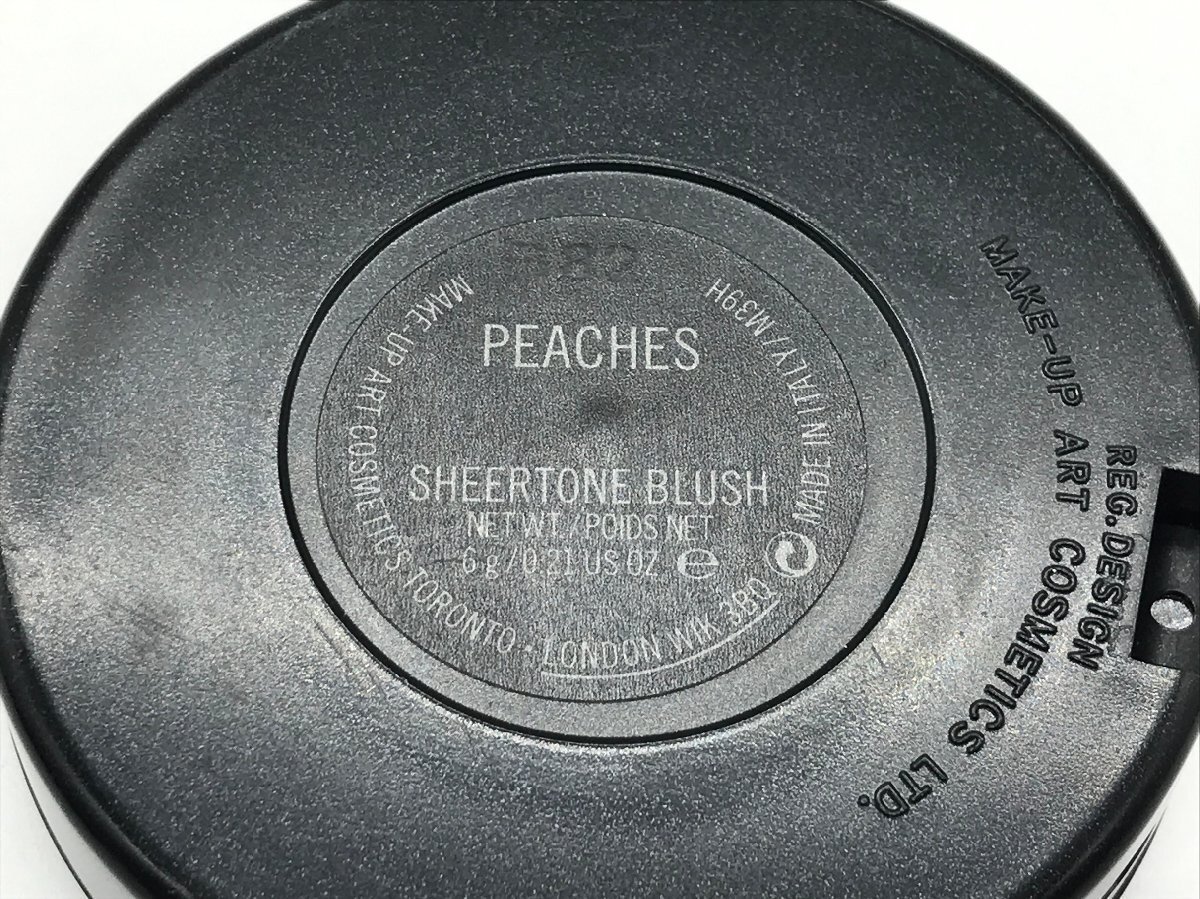 PEACHES
SHEERTONE BLUSH
NET WT./POIDS NET
6 g/0.21 US OZ e
MAKE-UP ART COSMETICS TORONTO · LONDON W1K 3BQ
MADE IN ITALY/M39H
REG. DESIGN
MAKE-UP ART COSMETICS LTD.